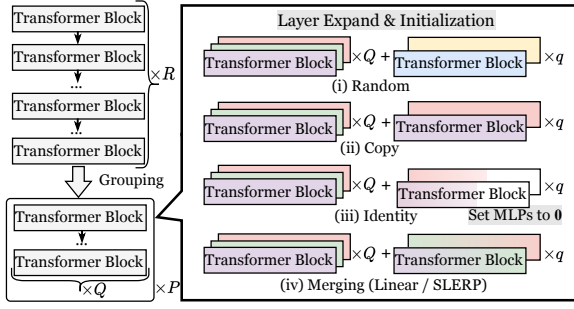 Transformer Block
Transformer Block
...
Transformer Block
...
Transformer Block
×R
Grouping
Transformer Block
...
Transformer Block
×Q
×P
Layer Expand & Initialization
Transformer Block ×Q + Transformer Block ×q
(i) Random
Transformer Block ×Q + Transformer Block ×q
(ii) Copy
Transformer Block ×Q + Transformer Block ×q
(iii) Identity
Set MLPs to 0
Transformer Block ×Q + Transformer Block ×q
(iv) Merging (Linear / SLERP)